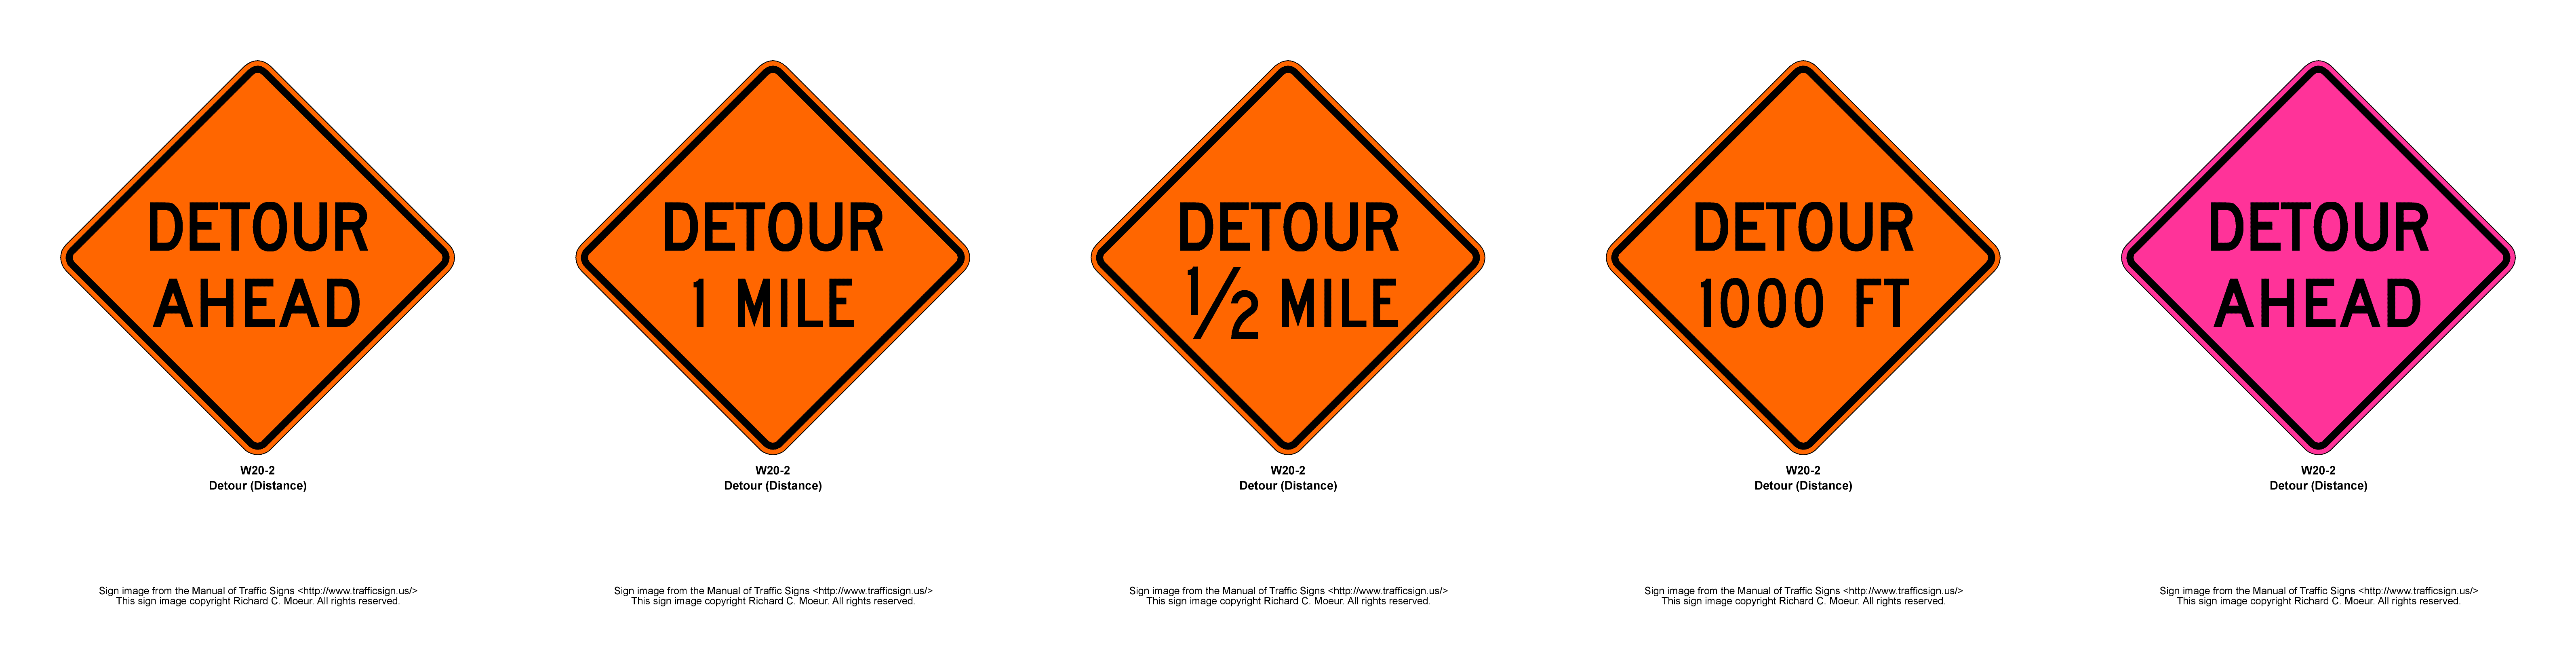 DETOUR
AHEAD
W20-2
Detour (Distance)
Sign image from the Manual of Traffic Signs <http://www.trafficsign.us/>
This sign image copyright Richard C. Moeur. All rights reserved.
DETOUR
1 MILE
W20-2
Detour (Distance)
Sign image from the Manual of Traffic Signs <http://www.trafficsign.us/>
This sign image copyright Richard C. Moeur. All rights reserved.
DETOUR
1/2 MILE
W20-2
Detour (Distance)
Sign image from the Manual of Traffic Signs <http://www.trafficsign.us/>
This sign image copyright Richard C. Moeur. All rights reserved.
DETOUR
1000 FT
W20-2
Detour (Distance)
Sign image from the Manual of Traffic Signs <http://www.trafficsign.us/>
This sign image copyright Richard C. Moeur. All rights reserved.
DETOUR
AHEAD
W20-2
Detour (Distance)
Sign image from the Manual of Traffic Signs <http://www.trafficsign.us/>
This sign image copyright Richard C. Moeur. All rights reserved.